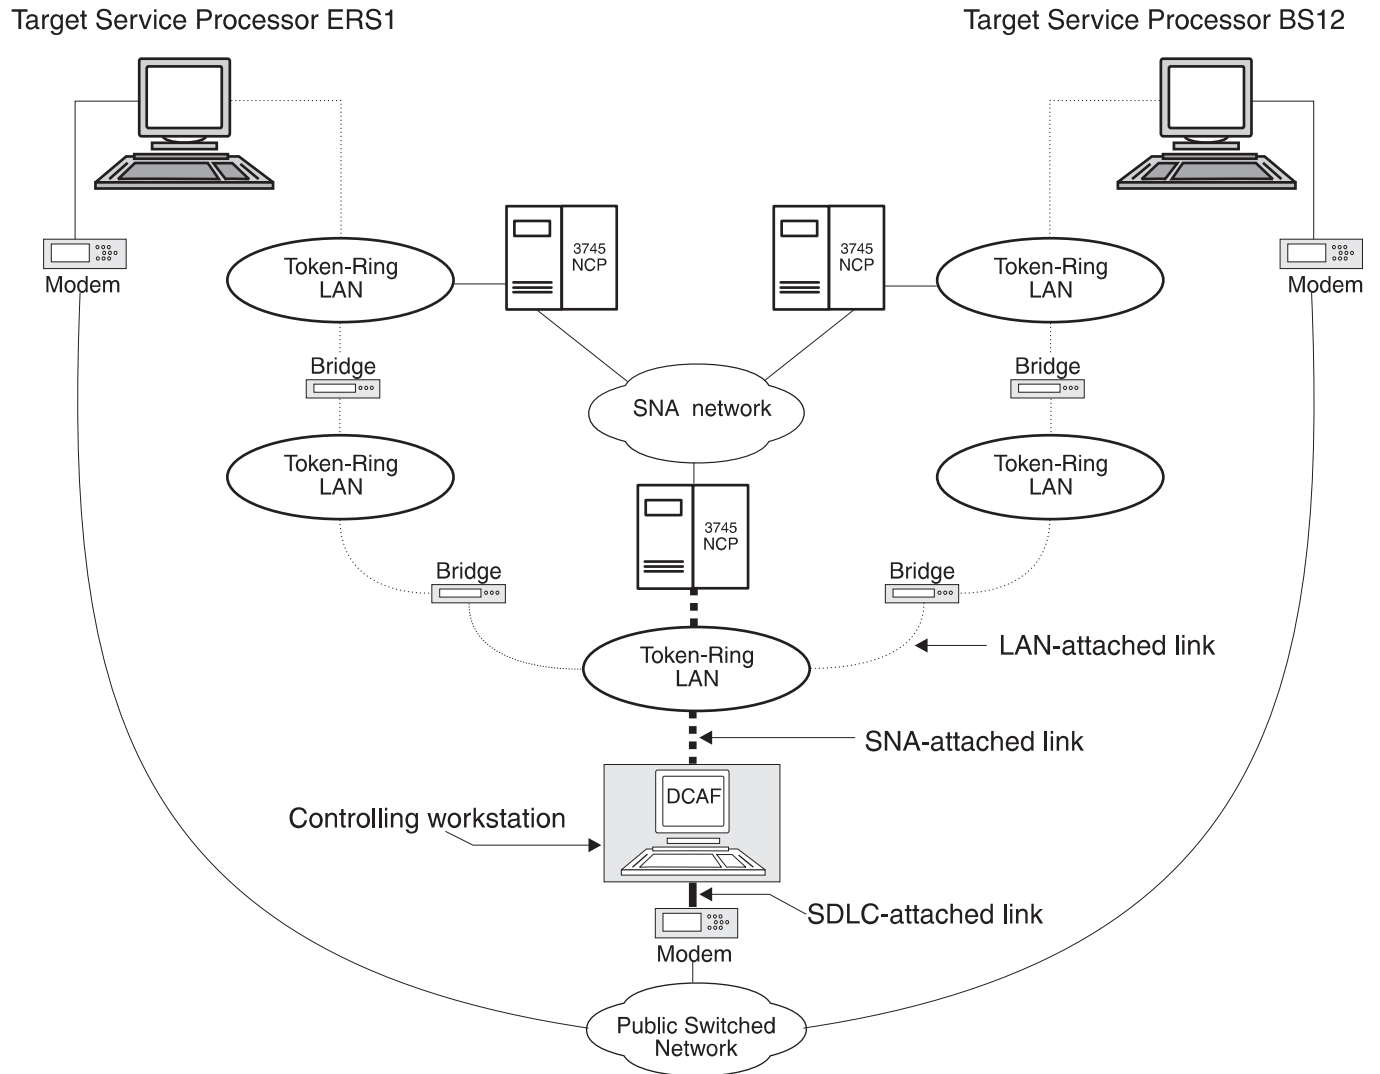 Target Service Processor ERS1
Target Service Processor BS12
3745
NCP
3745
NCP
Token-Ring
LAN
Token-Ring
LAN
Modem
Modem
Bridge
Bridge
SNA network
Token-Ring
LAN
Token-Ring
LAN
3745
NCP
Bridge
Bridge
LAN-attached link
Token-Ring
LAN
SNA-attached link
DCAF
Controlling workstation
SDLC-attached link
Modem
Public Switched
Network